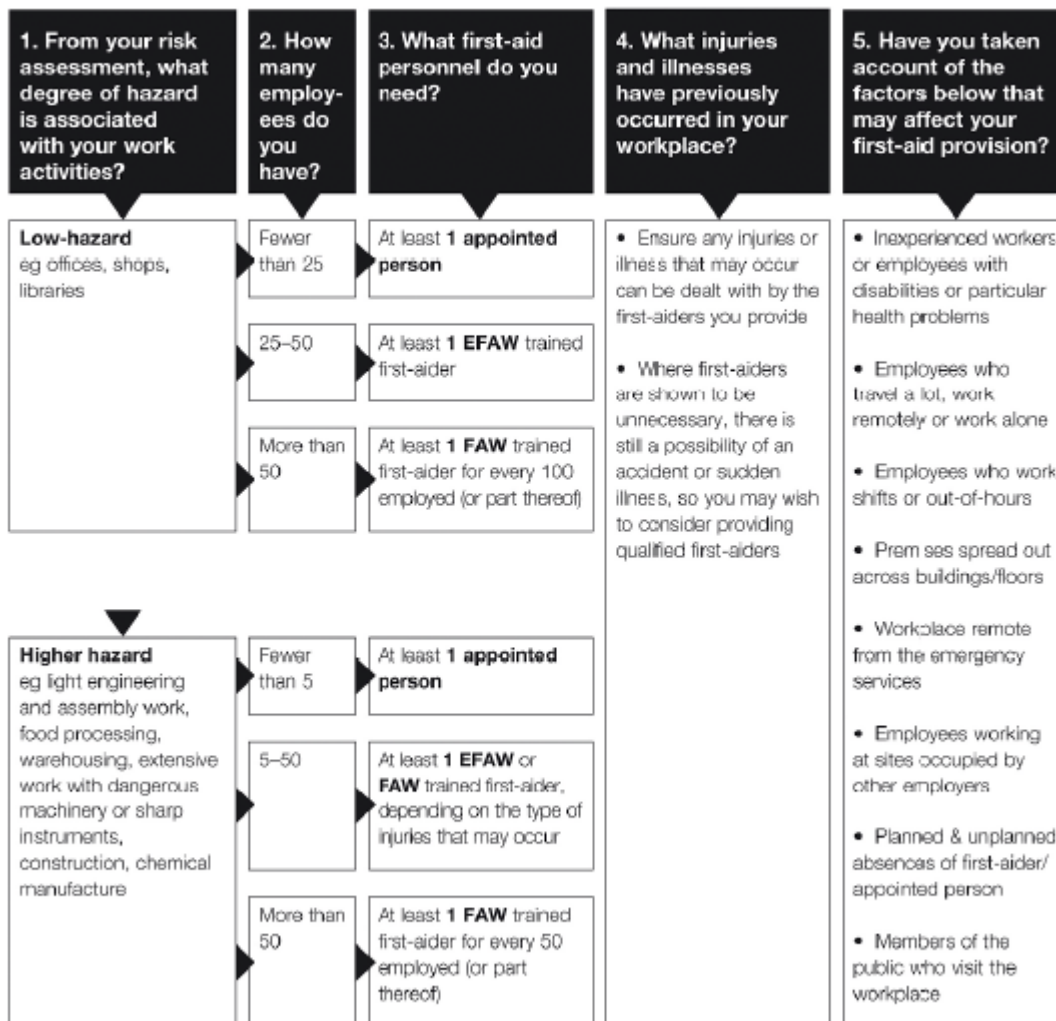 1. From your risk
assessment, what
degree of hazard
is associated
with your work
activities?
2. How
many
employ-
ees do
you
have?
3. What first-aid
personnel do you
need?
4. What injuries
and illnesses
have previously
occurred in your
workplace?
5. Have you taken
account of the
factors below that
may affect your
first-aid provision?
Low-hazard
eg offices, shops,
libraries
Fewer
than 25
At least 1 appointed
person
25–50
At least 1 EFAW trained
first-aider
More than
50
At least 1 FAW trained
first-aider for every 100
employed (or part thereof)
Higher hazard
eg light engineering
and assembly work,
food processing,
warehousing, extensive
work with dangerous
machinery or sharp
instruments,
construction, chemical
manufacture
Fewer
than 5
At least 1 appointed
person
5–50
At least 1 EFAW or
FAW trained first-aider,
depending on the type of
injuries that may occur
More than
50
At least 1 FAW trained
first-aider for every 50
employed (or part
thereof)
• Ensure any injuries or
illness that may occur
can be dealt with by the
first-aiders you provide
• Where first-aiders
are shown to be
unnecessary, there is
still a possibility of an
accident or sudden
illness, so you may wish
to consider providing
qualified first-aiders
• Inexperienced workers
or employees with
disabilities or particular
health problems
• Employees who
travel a lot, work
remotely or work alone
• Employees who work
shifts or out-of-hours
• Premises spread out
across buildings/floors
• Workplace remote
from the emergency
services
• Employees working
at sites occupied by
other employers
• Planned & unplanned
absences of first-aider/
appointed person
• Members of the
public who visit the
workplace